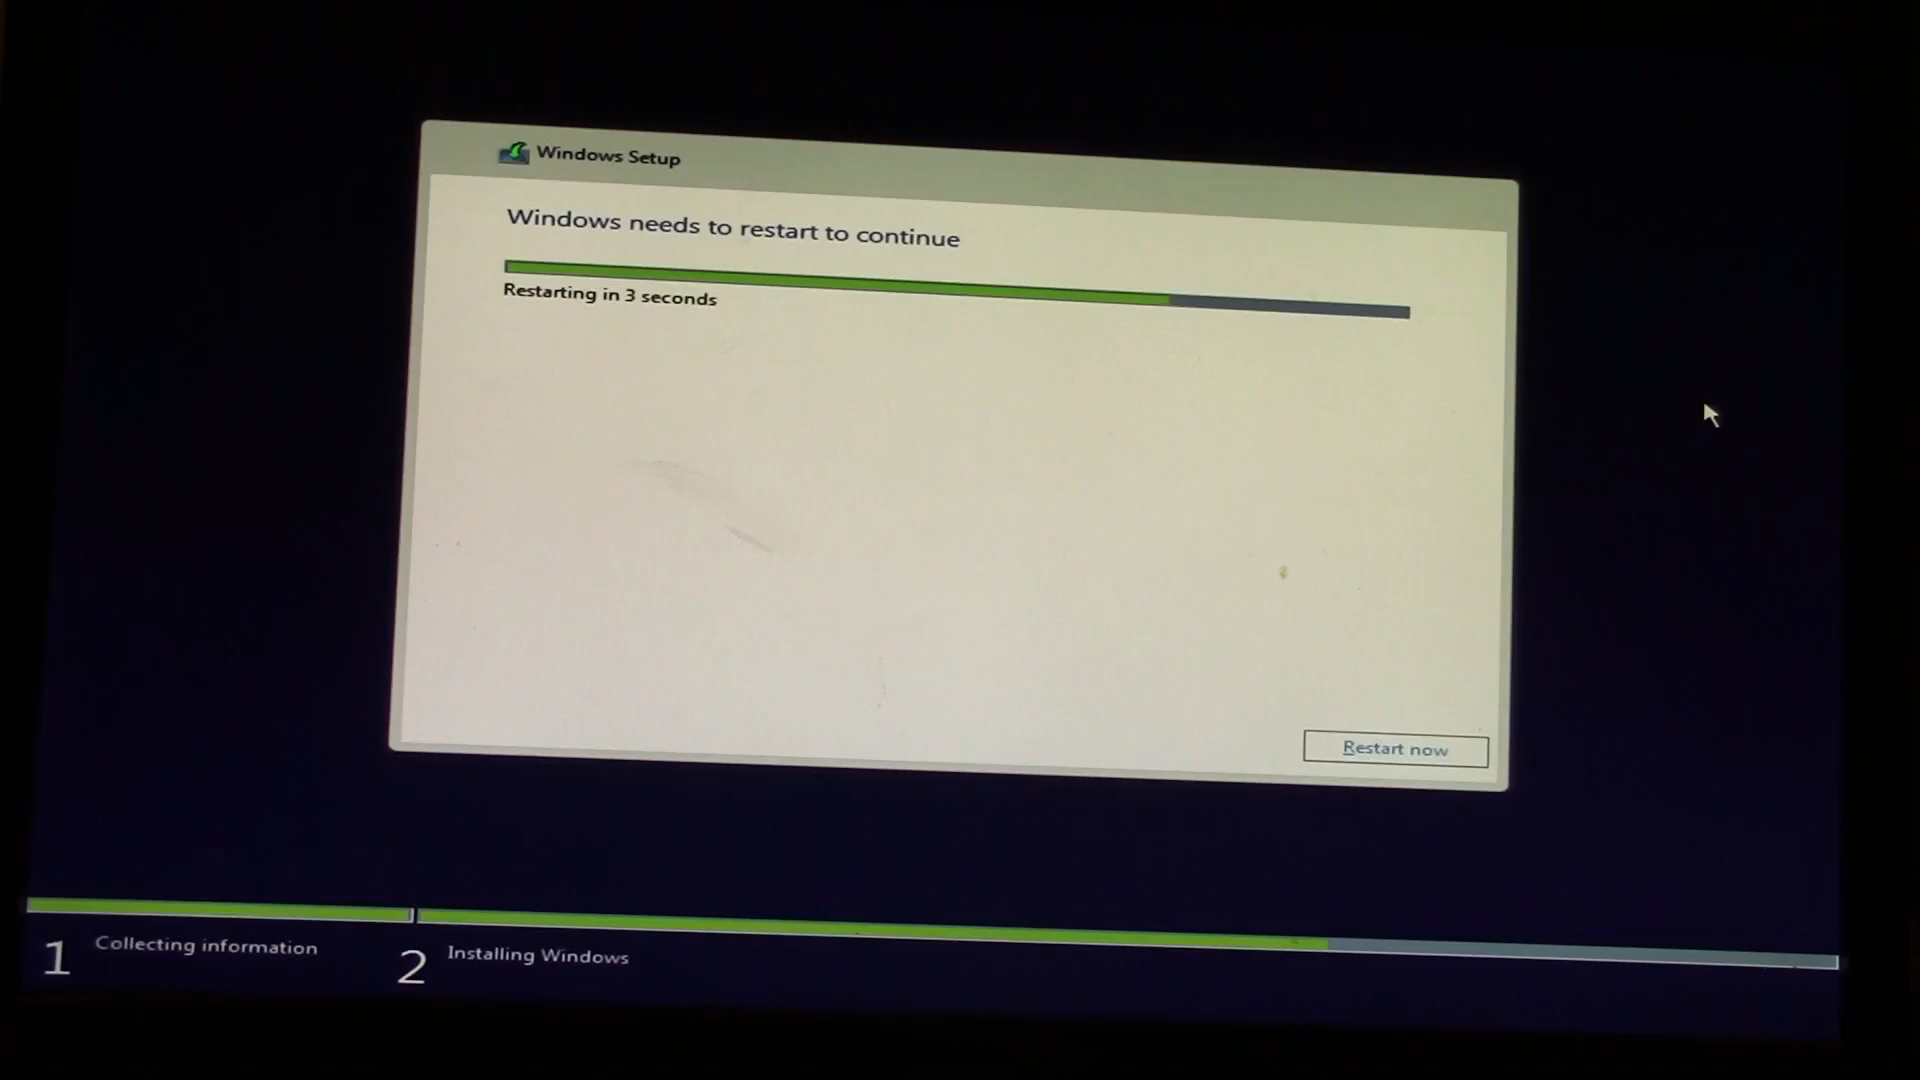 Windows Setup
Windows needs to restart to continue
Restarting in 3 seconds
Restart now
1 Collecting information
2 Installing Windows